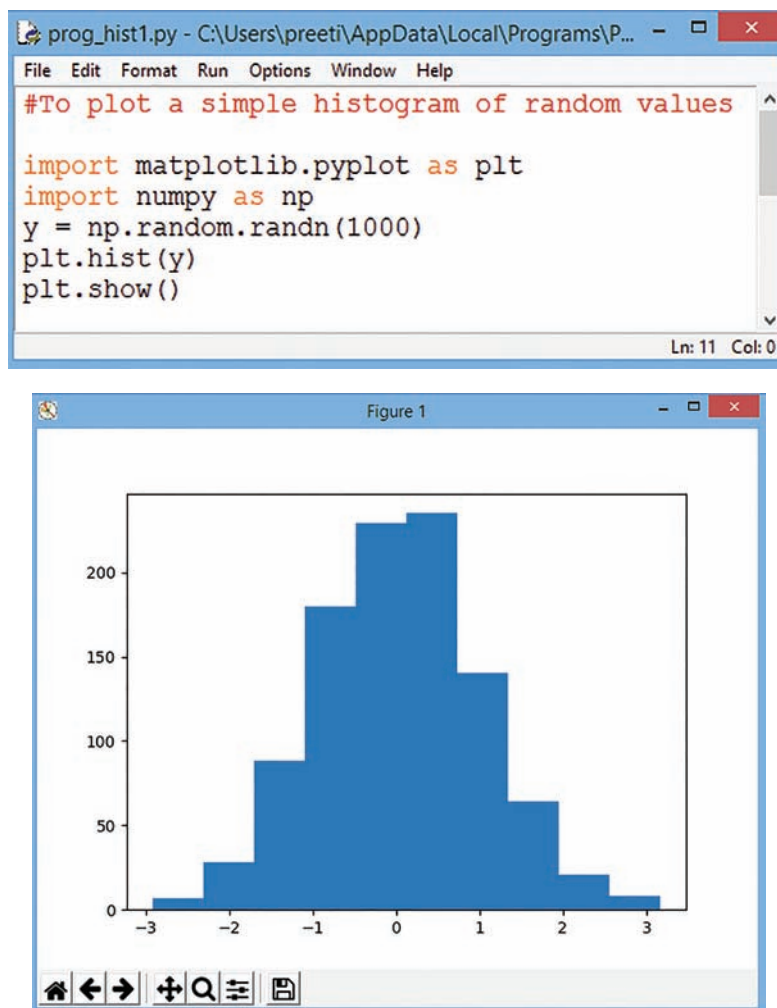 prog_hist1.py - C:\Users\preeti\AppData\Local\Programs\P...
File Edit Format Run Options Window Help
#To plot a simple histogram of random values
import matplotlib.pyplot as plt
import numpy as np
y = np.random.randn(1000)
plt.hist(y)
plt.show()
Ln: 11 Col: 0
Figure 1
200
150
100
50
0
−3 −2 −1 0 1 2 3